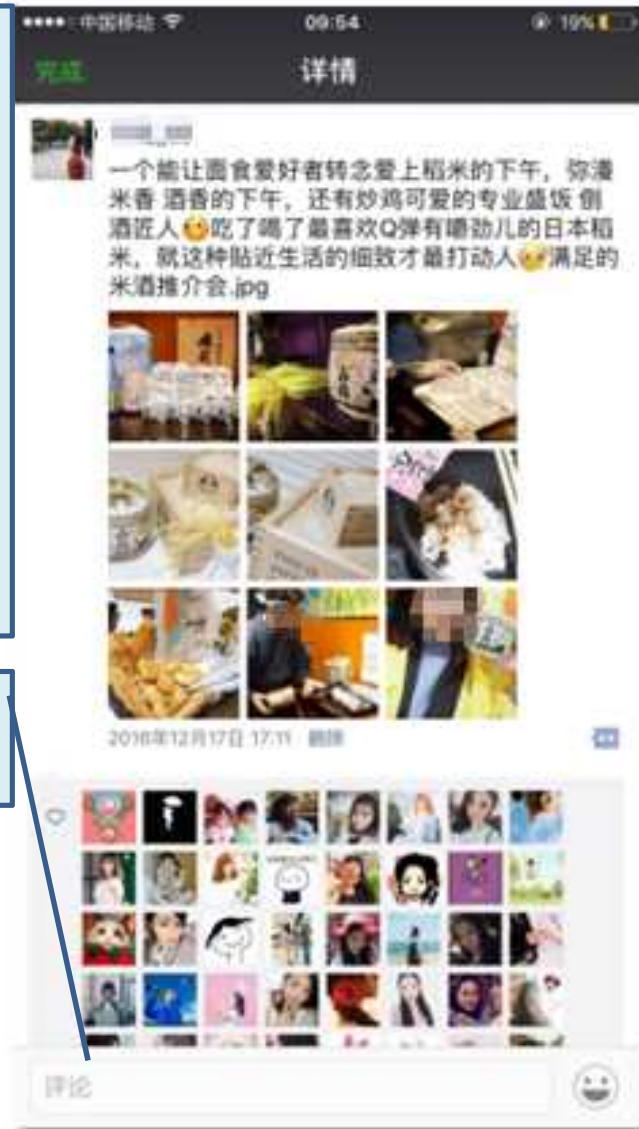 中国移动 09:54 19%
完成 详情
一个能让面食爱好者转念爱上稻米的下午，弥漫
米香 酒香的下午，还有炒鸡可爱的专业盛饭 倒
酒匠人😗吃了喝了最喜欢Q弹有嚼劲儿的日本稻
米，就这种贴近生活的细致才最打动人😋满足的
米酒推介会.jpg
2016年12月17日 17:11 删除
评论